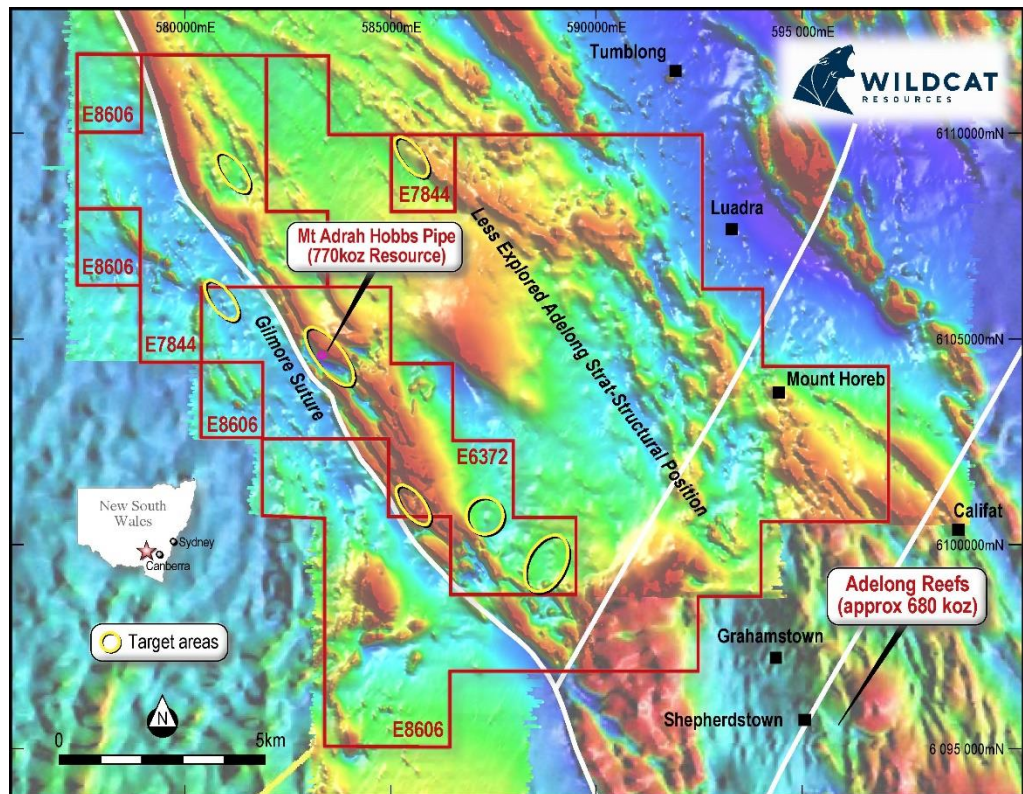 580000mE
585000mE
590000mE
595 000mE
Tumblong
WILDCAT
RESOURCES
E8606
6110000mN
E7844
Luadra
Less Explored Adelong Strat-Structural Position
Mt Adrah Hobbs Pipe
(770koz Resource)
E8606
E7844
Gilmore Suture
6105000mN
Mount Horeb
E8606
E6372
New South
Wales
Sydney
Canberra
Califat
6100000mN
Adelong Reefs
(approx 680 koz)
Target areas
Grahamstown
N
Shepherdstown
E8606
0
5km
6 095 000mN